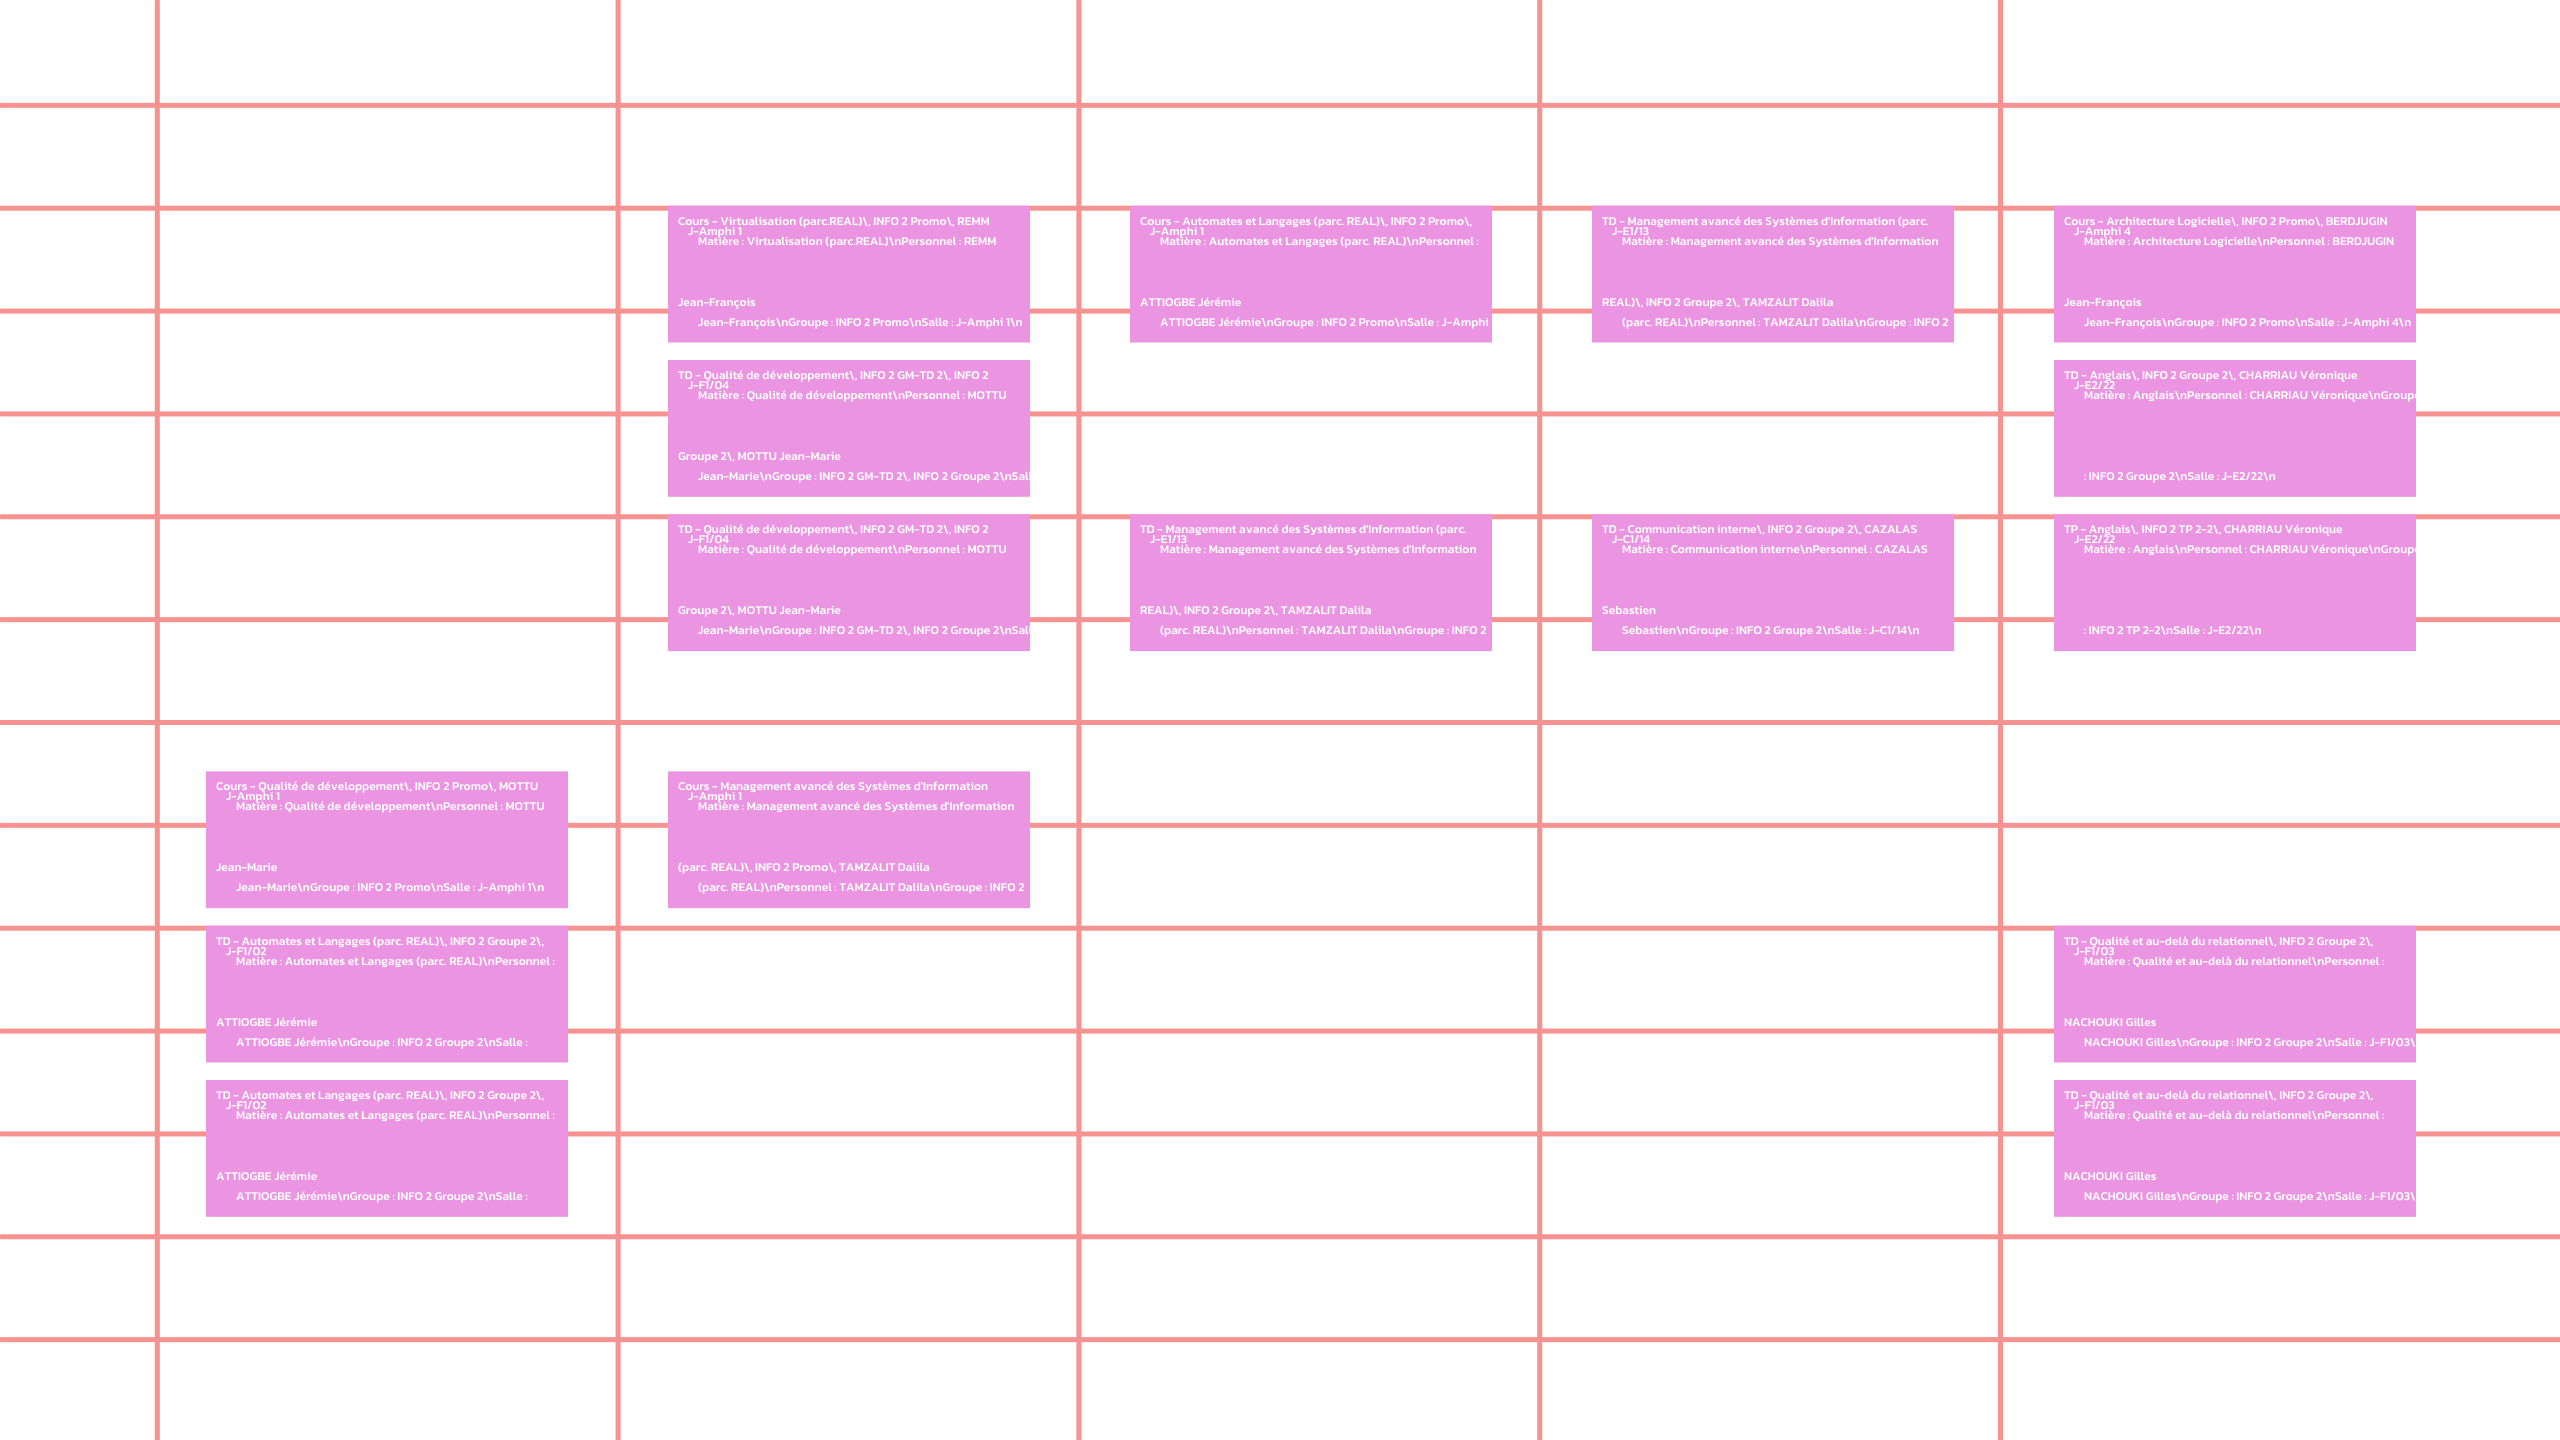 Cours - Qualité de développement\, INFO 2 Promo\, MOTTU
J-Amphi 1
Matière : Qualité de développement\nPersonnel : MOTTU
Jean-Marie
Jean-Marie\nGroupe : INFO 2 Promo\nSalle : J-Amphi 1\n
TD - Automates et Langages (parc. REAL)\, INFO 2 Groupe 2\,
J-F1/02
Matière : Automates et Langages (parc. REAL)\nPersonnel :
ATTIOGBE Jérémie
ATTIOGBE Jérémie\nGroupe : INFO 2 Groupe 2\nSalle :
TD - Automates et Langages (parc. REAL)\, INFO 2 Groupe 2\,
J-F1/02
Matière : Automates et Langages (parc. REAL)\nPersonnel :
ATTIOGBE Jérémie
ATTIOGBE Jérémie\nGroupe : INFO 2 Groupe 2\nSalle :
Cours - Virtualisation (parc.REAL)\, INFO 2 Promo\, REMM
J-Amphi 1
Matière : Virtualisation (parc.REAL)\nPersonnel : REMM
Jean-François
Jean-François\nGroupe : INFO 2 Promo\nSalle : J-Amphi 1\n
TD - Qualité de développement\, INFO 2 GM-TD 2\, INFO 2
J-F1/04
Matière : Qualité de développement\nPersonnel : MOTTU
Groupe 2\, MOTTU Jean-Marie
Jean-Marie\nGroupe : INFO 2 GM-TD 2\, INFO 2 Groupe 2\nSal
TD - Qualité de développement\, INFO 2 GM-TD 2\, INFO 2
J-F1/04
Matière : Qualité de développement\nPersonnel : MOTTU
Groupe 2\, MOTTU Jean-Marie
Jean-Marie\nGroupe : INFO 2 GM-TD 2\, INFO 2 Groupe 2\nSal
Cours - Management avancé des Systèmes d'Information
J-Amphi 1
Matière : Management avancé des Systèmes d'Information
(parc. REAL)\, INFO 2 Promo\, TAMZALIT Dalila
(parc. REAL)\nPersonnel : TAMZALIT Dalila\nGroupe : INFO 2
Cours - Automates et Langages (parc. REAL)\, INFO 2 Promo\,
J-Amphi 1
Matière : Automates et Langages (parc. REAL)\nPersonnel :
ATTIOGBE Jérémie
ATTIOGBE Jérémie\nGroupe : INFO 2 Promo\nSalle : J-Amphi
TD - Management avancé des Systèmes d'Information (parc.
J-E1/13
Matière : Management avancé des Systèmes d'Information
REAL)\, INFO 2 Groupe 2\, TAMZALIT Dalila
(parc. REAL)\nPersonnel : TAMZALIT Dalila\nGroupe : INFO 2
TD - Management avancé des Systèmes d'Information (parc.
J-E1/13
Matière : Management avancé des Systèmes d'Information
REAL)\, INFO 2 Groupe 2\, TAMZALIT Dalila
(parc. REAL)\nPersonnel : TAMZALIT Dalila\nGroupe : INFO 2
TD - Communication interne\, INFO 2 Groupe 2\, CAZALAS
J-C1/14
Matière : Communication interne\nPersonnel : CAZALAS
Sebastien
Sebastien\nGroupe : INFO 2 Groupe 2\nSalle : J-C1/14\n
Cours - Architecture Logicielle\, INFO 2 Promo\, BERDJUGIN
J-Amphi 4
Matière : Architecture Logicielle\nPersonnel : BERDJUGIN
Jean-François
Jean-François\nGroupe : INFO 2 Promo\nSalle : J-Amphi 4\n
TD - Anglais\, INFO 2 Groupe 2\, CHARRIAU Véronique
J-E2/22
Matière : Anglais\nPersonnel : CHARRIAU Véronique\nGroupe
: INFO 2 Groupe 2\nSalle : J-E2/22\n
TP - Anglais\, INFO 2 TP 2-2\, CHARRIAU Véronique
J-E2/22
Matière : Anglais\nPersonnel : CHARRIAU Véronique\nGroupe
: INFO 2 TP 2-2\nSalle : J-E2/22\n
TD - Qualité et au-delà du relationnel\, INFO 2 Groupe 2\,
J-F1/03
Matière : Qualité et au-delà du relationnel\nPersonnel :
NACHOUKI Gilles
NACHOUKI Gilles\nGroupe : INFO 2 Groupe 2\nSalle : J-F1/03\
TD - Qualité et au-delà du relationnel\, INFO 2 Groupe 2\,
J-F1/03
Matière : Qualité et au-delà du relationnel\nPersonnel :
NACHOUKI Gilles
NACHOUKI Gilles\nGroupe : INFO 2 Groupe 2\nSalle : J-F1/03\